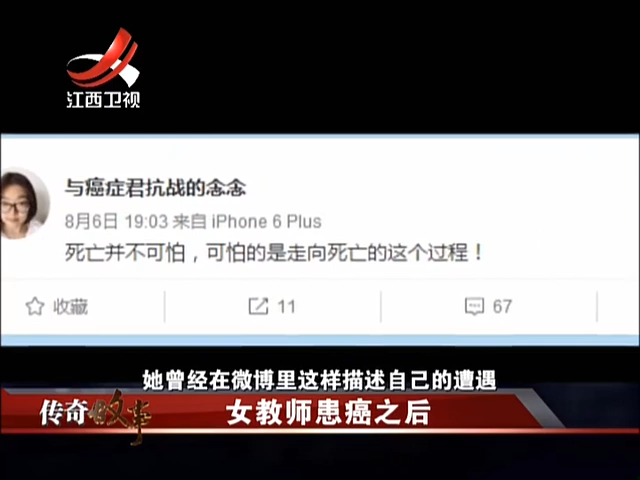 江西卫视
与癌症君抗战的念念
8月6日 19:03 来自 iPhone 6 Plus
死亡并不可怕，可怕的是走向死亡的这个过程！
收藏
11
67
她曾经在微博里这样描述自己的遭遇
传奇故事
女教师患癌之后